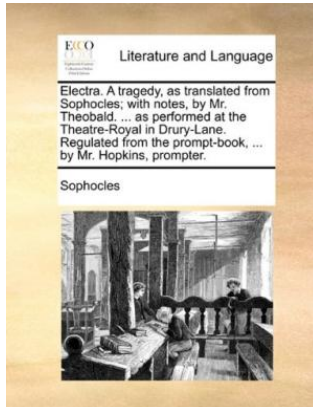 ECCO
Literature and Language
Electra. A tragedy, as translated from
Sophocles; with notes, by Mr.
Theobald. ... as performed at the
Theatre-Royal in Drury-Lane.
Regulated from the prompt-book, ...
by Mr. Hopkins, prompter.
Sophocles